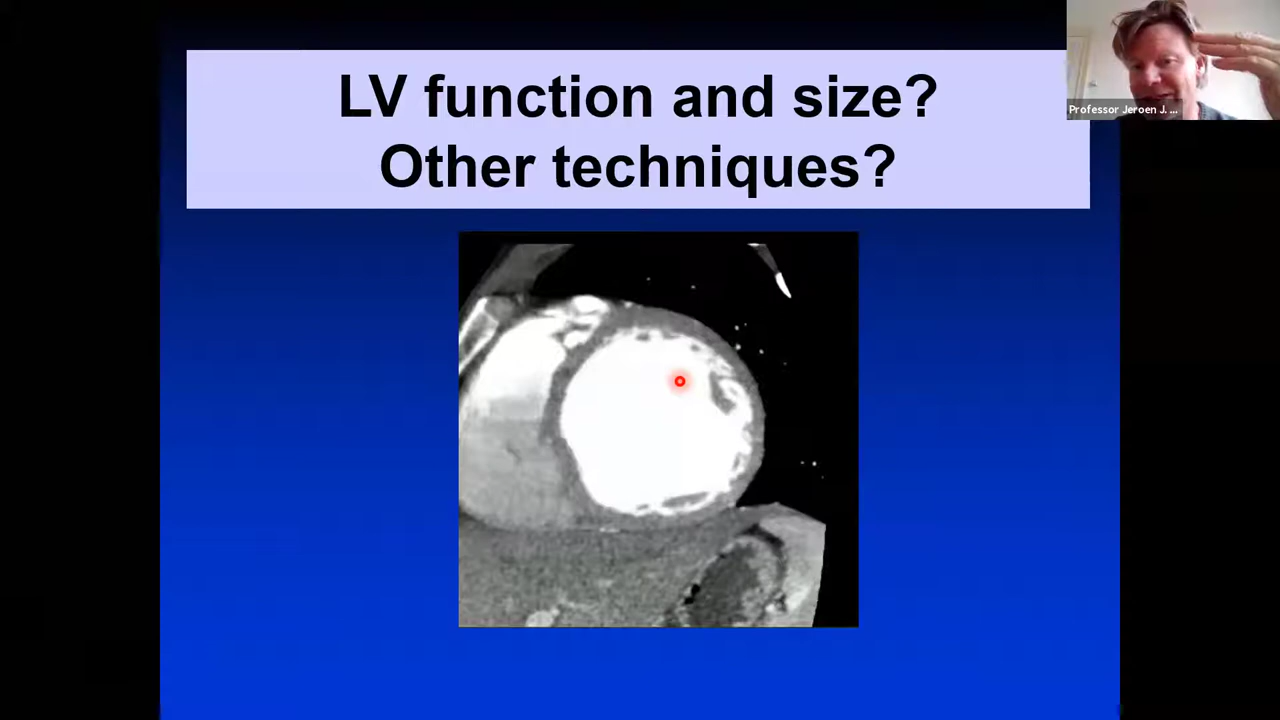 LV function and size?
Other techniques?
Professor Jeroen J. ...